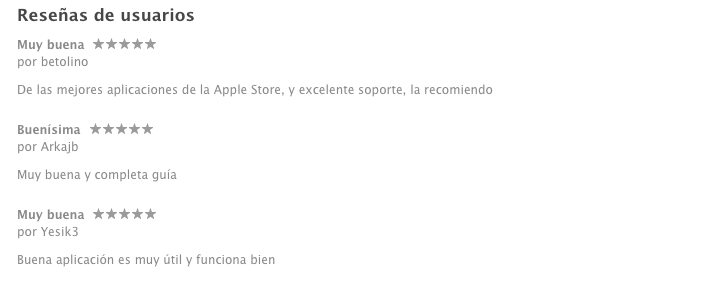 Reseñas de usuarios
Muy buena ★★★★★
por betolino
De las mejores aplicaciones de la Apple Store, y excelente soporte, la recomiendo
Buenísima ★★★★★
por Arkajb
Muy buena y completa guía
Muy buena ★★★★★
por Yesik3
Buena aplicación es muy útil y funciona bien